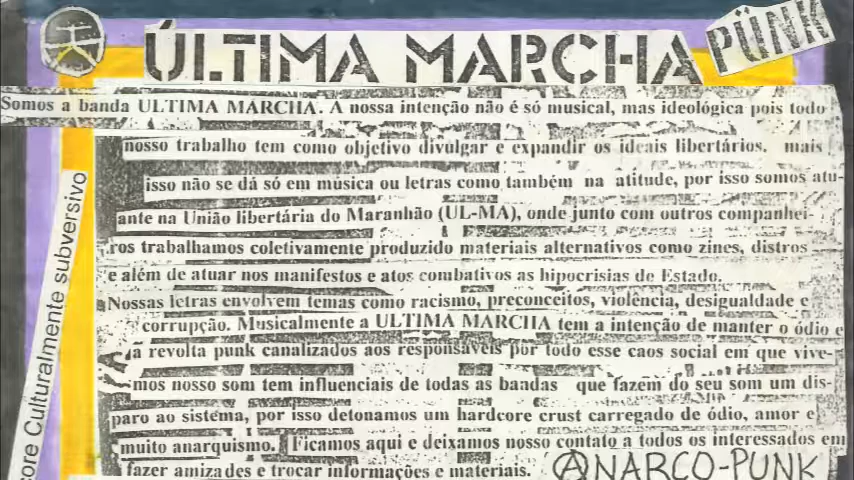 ÚLTIMA MARCHA PÜNK
Somos a banda ULTIMA MARCHA. A nossa intenção não é só musical, mas ideológica pois todo
nosso trabalho tem como objetivo divulgar e expandir os ideais libertários. mais
isso não se dá só em música ou letras como também na atitude, por isso somos atu-
ante na União libertária do Maranhão (UL-MA), onde junto com outros companhei-
ros trabalhamos coletivamente produzido materiais alternativos como zines, distros
e além de atuar nos manifestos e atos combativos as hipocrisias do Estado.
Nossas letras envolvem temas como racismo, preconceitos, violência, desigualdade e
corrupção. Musicalmente a ULTIMA MARCHA tem a intenção de manter o ódio e
a revolta punk canalizados aos responsáveis por todo esse caos social em que vive-
mos nosso som tem influenciais de todas as bandas que fazem do seu som um dis-
paro ao sistema, por isso detonamos um hardcore crust carregado de ódio, amor e
muito anarquismo. Ficamos aqui e deixamos nosso contato a todos os interessados em
fazer amizades e trocar informações e materiais. ANARCO-PUNK
core Culturalmente subversivo